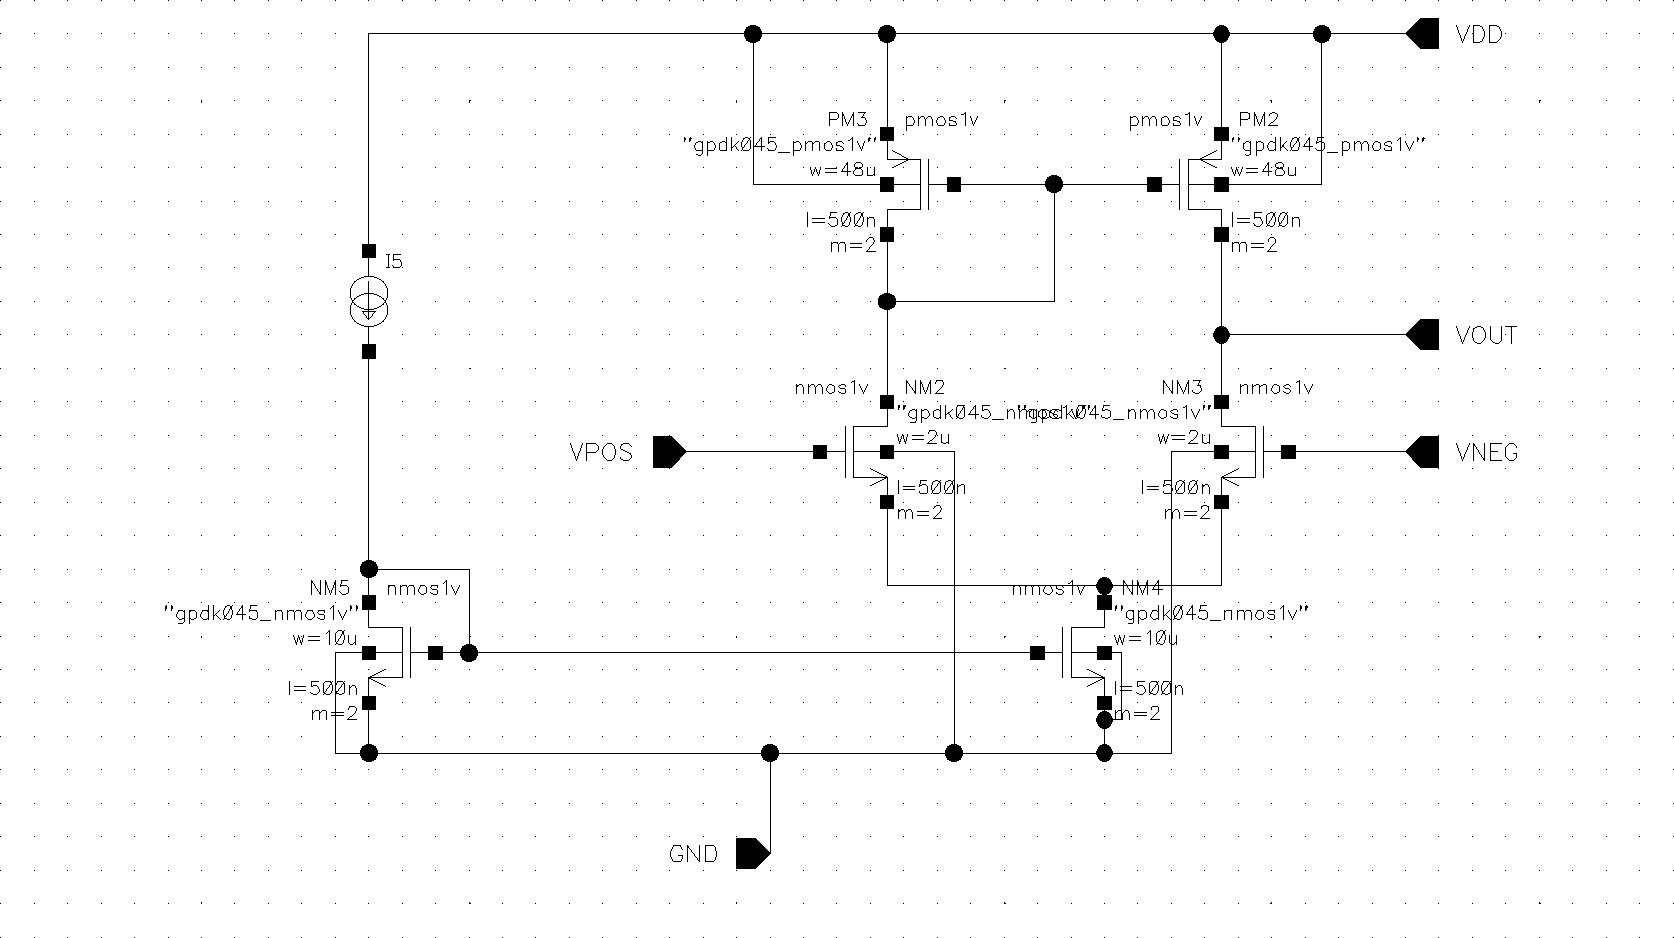 VDD
PM3 pmos1v
pmos1v PM2
"gpdk045_pmos1v"
"gpdk045_pmos1v"
w=48u
w=48u
l=500n
l=500n
m=2
m=2
I5
VOUT
nmos1v NM2
NM3 nmos1v
"gpdk045_nmos1v"
"gpdk045_nmos1v"
w=2u
w=2u
VPOS
VNEG
l=500n
l=500n
m=2
m=2
NM5 nmos1v
nmos1v NM4
"gpdk045_nmos1v"
"gpdk045_nmos1v"
w=10u
w=10u
l=500n
l=500n
m=2
m=2
GND